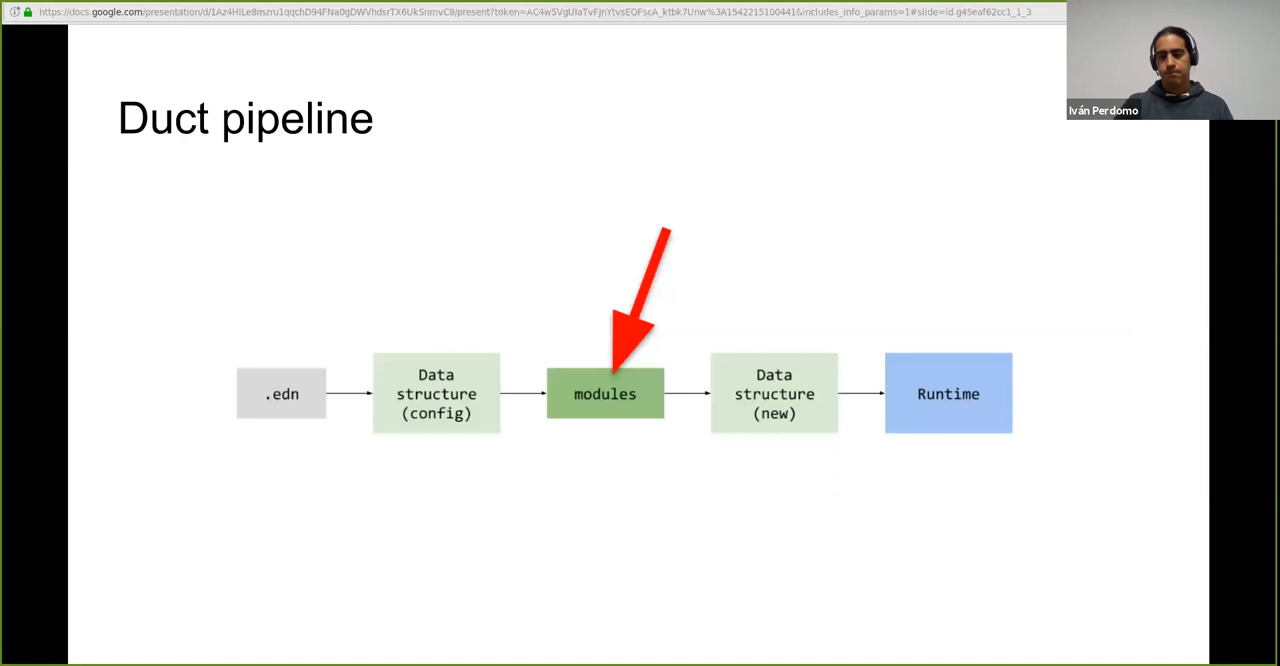 https://docs.google.com/presentation/d/1Az4HILe8mzru1qqchD94FNa0gDWVhdsrTX6UkSnmvC8/present?token=AC4w5VgUIaTvFJnYtvsEQFscA_ktbk7Unw%3A1542215100441&includes_info_params=1#slide=id.g45eaf62cc1_1_3
Iván Perdomo
Duct pipeline
.edn
Data
structure
(config)
modules
Data
structure
(new)
Runtime